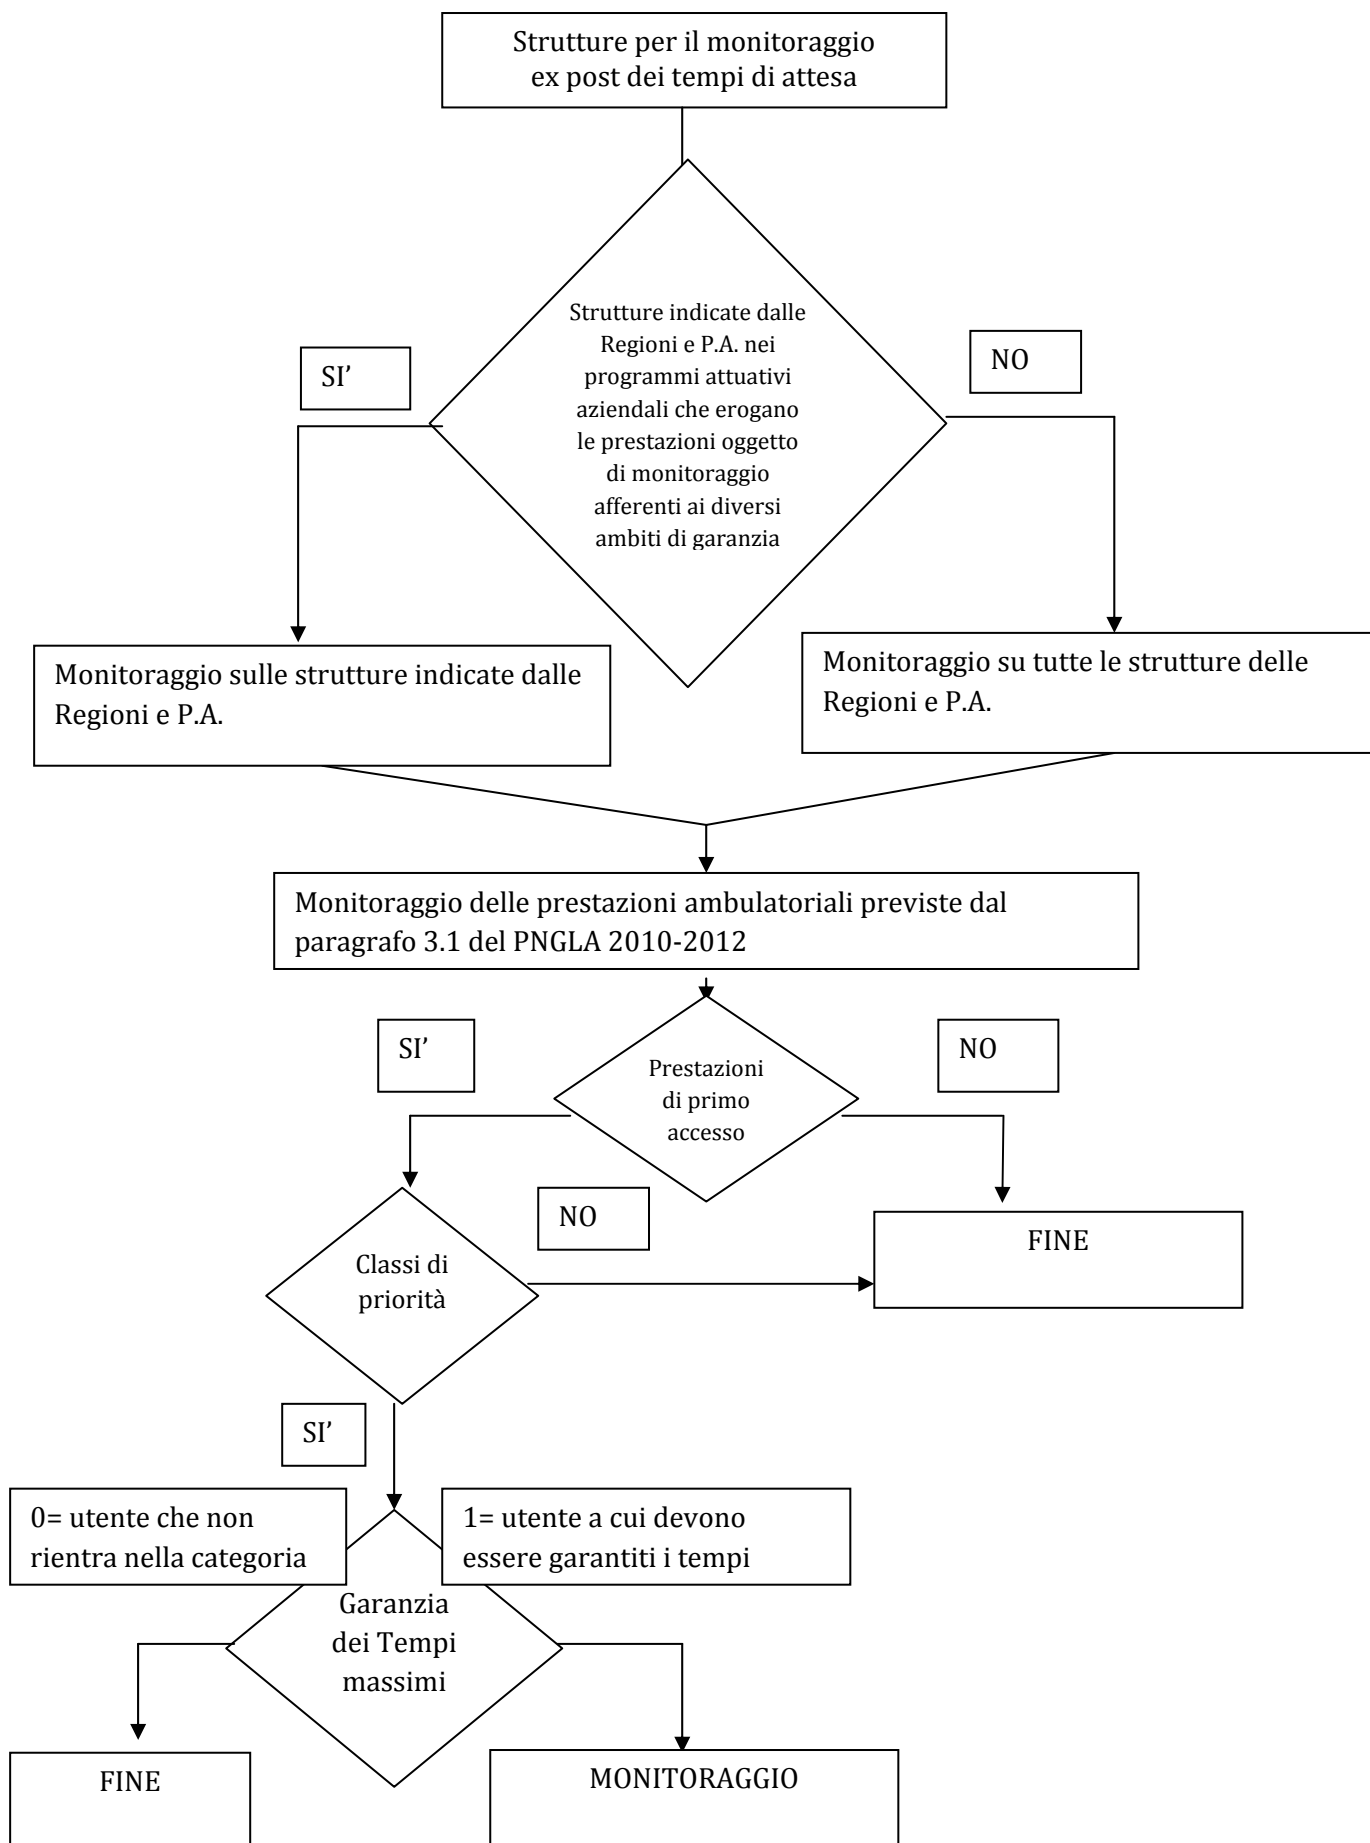 Strutture per il monitoraggio
ex post dei tempi di attesa
Strutture indicate dalle
Regioni e P.A. nei
programmi attuativi
aziendali che erogano
le prestazioni oggetto
di monitoraggio
afferenti ai diversi
ambiti di garanzia
SI’
NO
Monitoraggio sulle strutture indicate dalle
Regioni e P.A.
Monitoraggio su tutte le strutture delle
Regioni e P.A.
Monitoraggio delle prestazioni ambulatoriali previste dal
paragrafo 3.1 del PNGLA 2010-2012
SI’
NO
Prestazioni
di primo
accesso
NO
FINE
Classi di
priorità
SI’
0= utente che non
rientra nella categoria
1= utente a cui devono
essere garantiti i tempi
Garanzia
dei Tempi
massimi
FINE
MONITORAGGIO